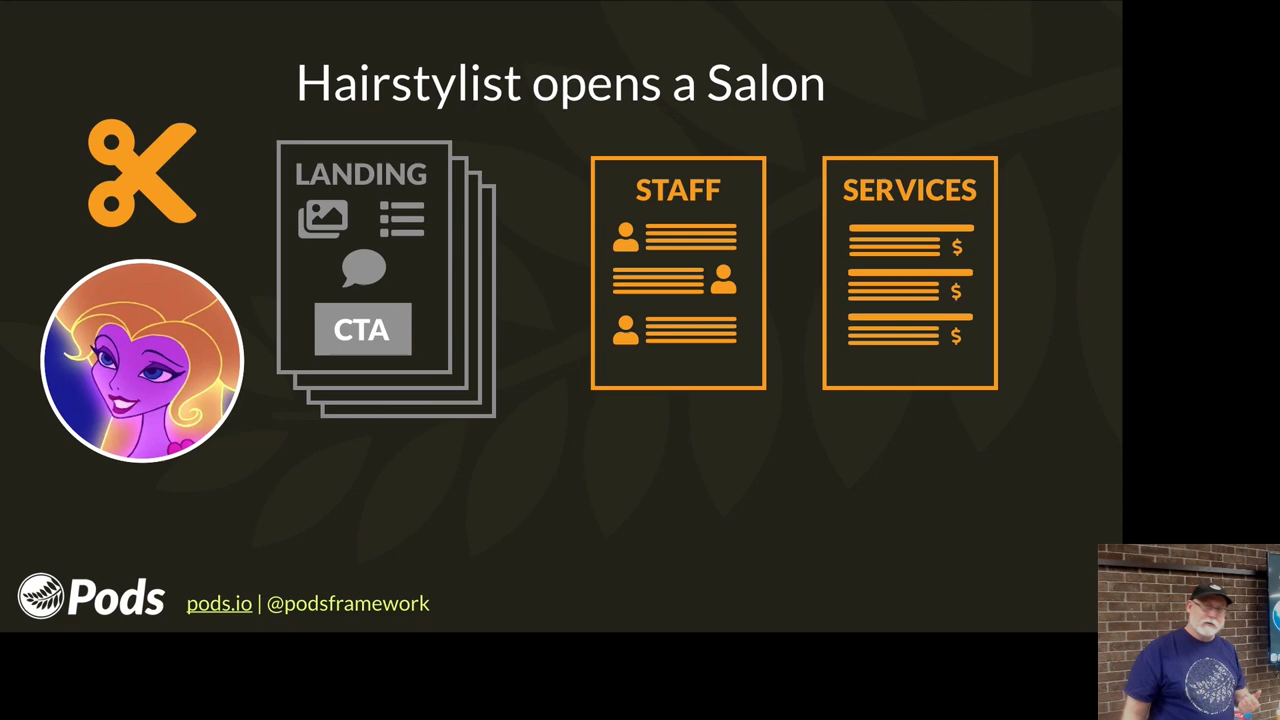 Hairstylist opens a Salon
LANDING
CTA
STAFF
SERVICES
$
$
$
Pods
pods.io | @podsframework